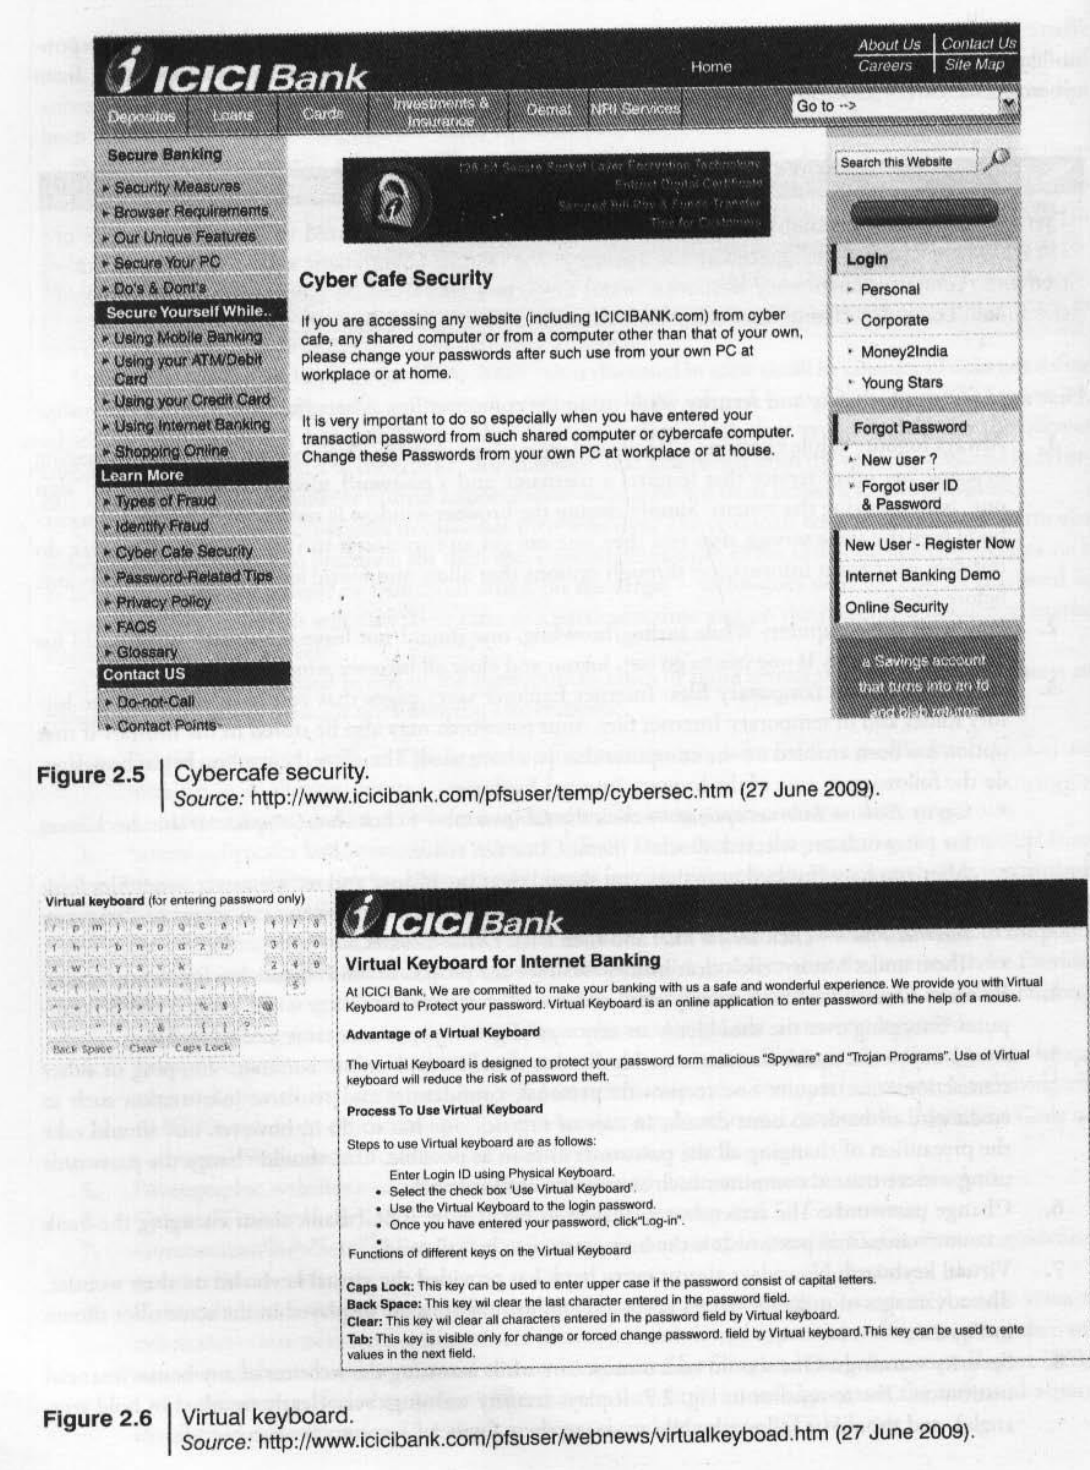 i ICICI Bank
Home
About Us | Contact Us
Careers | Site Map
Deposits
Loans
Cards
Investments &
Insurance
Demat
NRI Services
Go to -->
Secure Banking
Security Measures
Browser Requirements
Our Unique Features
Secure Your PC
Do's & Dont's
Secure Yourself While..
Using Mobile Banking
Using your ATM/Debit
Card
Using your Credit Card
Using Internet Banking
Shopping Online
Learn More
Types of Fraud
Identify Fraud
Cyber Cafe Security
Password-Related Tips
Privacy Policy
FAQS
Glossary
Contact US
Do-not-Call
Contact Points
128-bit Secure Socket Layer Encryption Technology
Entrust Digital Certificate
Secured Bill-Pay & Funds Transfer
Tips for Customers
Cyber Cafe Security
If you are accessing any website (including ICICIBANK.com) from cyber
cafe, any shared computer or from a computer other than that of your own,
please change your passwords after such use from your own PC at
workplace or at home.
It is very important to do so especially when you have entered your
transaction password from such shared computer or cybercafe computer.
Change these Passwords from your own PC at workplace or at house.
Search this Website
Login
Personal
Corporate
Money2India
Young Stars
Forgot Password
New user ?
Forgot user ID
& Password
New User - Register Now
Internet Banking Demo
Online Security
a Savings account
that turns into an fd
and high returns
Figure 2.5 | Cybercafe security.
Source: http://www.icicibank.com/pfsuser/temp/cybersec.htm (27 June 2009).
Virtual keyboard (for entering password only)
Back Space Clear Caps Lock
i ICICI Bank
Virtual Keyboard for Internet Banking
At ICICI Bank, We are committed to make your banking with us a safe and wonderful experience. We provide you with Virtual
Keyboard to Protect your password. Virtual Keyboard is an online application to enter password with the help of a mouse.
Advantage of a Virtual Keyboard
The Virtual Keyboard is designed to protect your password form malicious “Spyware” and “Trojan Programs”. Use of Virtual
keyboard will reduce the risk of password theft.
Process To Use Virtual Keyboard
Steps to use Virtual keyboard are as follows:
Enter Login ID using Physical Keyboard.
• Select the check box 'Use Virtual Keyboard'.
• Use the Virtual Keyboard to the login password.
• Once you have entered your password, click"Log-in".
Functions of different keys on the Virtual Keyboard
Caps Lock: This key can be used to enter upper case if the password consist of capital letters.
Back Space: This key wil clear the last character entered in the password field.
Clear: This key wil clear all characters entered in the password field by Virtual keyboard.
Tab: This key is visible only for change or forced change password. field by Virtual keyboard.This key can be used to ente
values in the next field.
Figure 2.6 | Virtual keyboard.
Source: http://www.icicibank.com/pfsuser/webnews/virtualkeyboad.htm (27 June 2009).